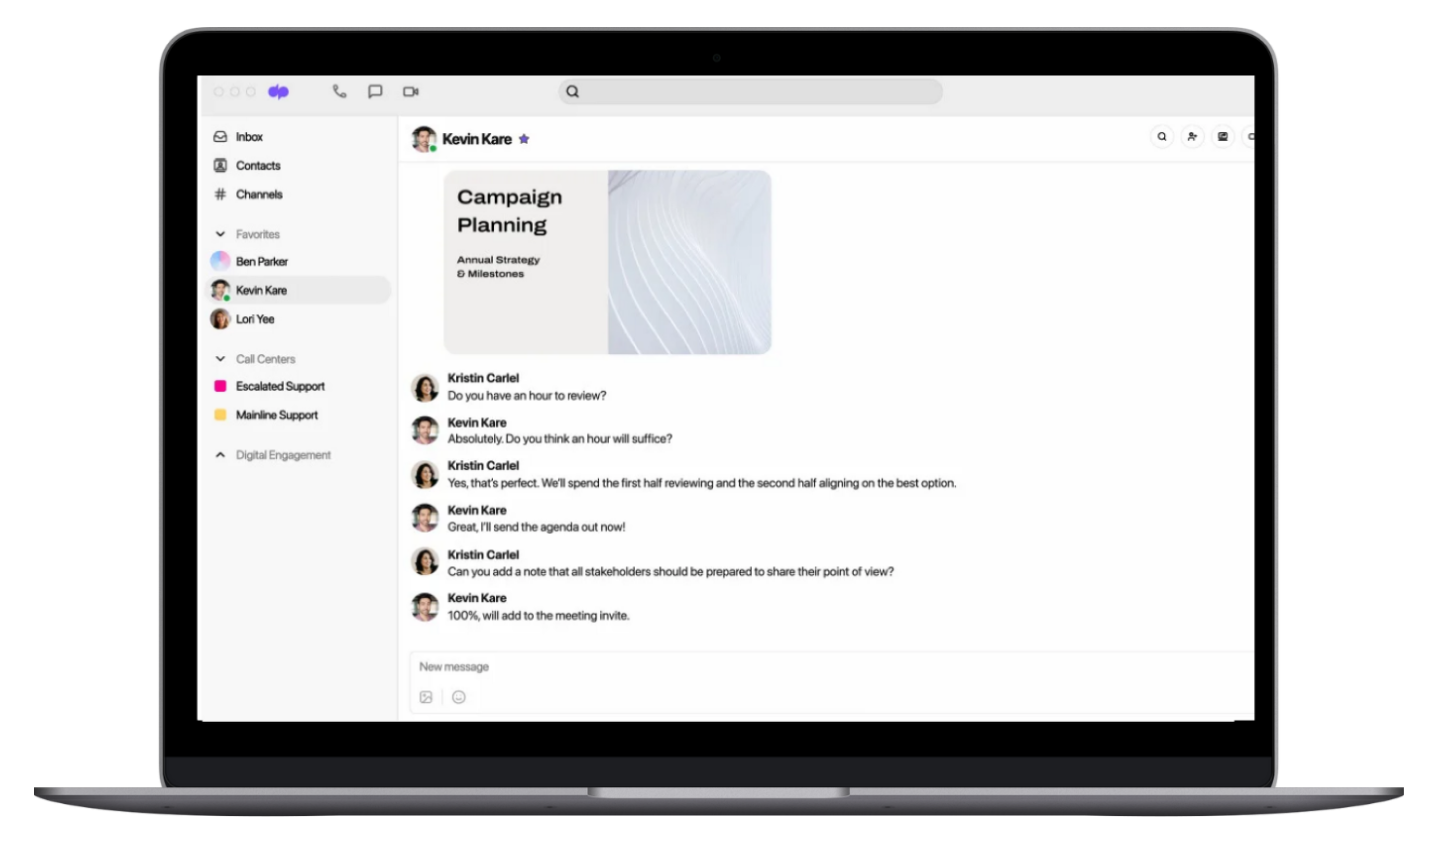 Inbox
Contacts
Channels
Favorites
Ben Parker
Kevin Kare
Lori Yee
Call Centers
Escalated Support
Mainline Support
Digital Engagement
Kevin Kare
Campaign
Planning
Annual Strategy
& Milestones
Kristin Carlel
Do you have an hour to review?
Kevin Kare
Absolutely. Do you think an hour will suffice?
Kristin Carlel
Yes, that's perfect. We'll spend the first half reviewing and the second half aligning on the best option.
Kevin Kare
Great, I'll send the agenda out now!
Kristin Carlel
Can you add a note that all stakeholders should be prepared to share their point of view?
Kevin Kare
100%, will add to the meeting invite.
New message